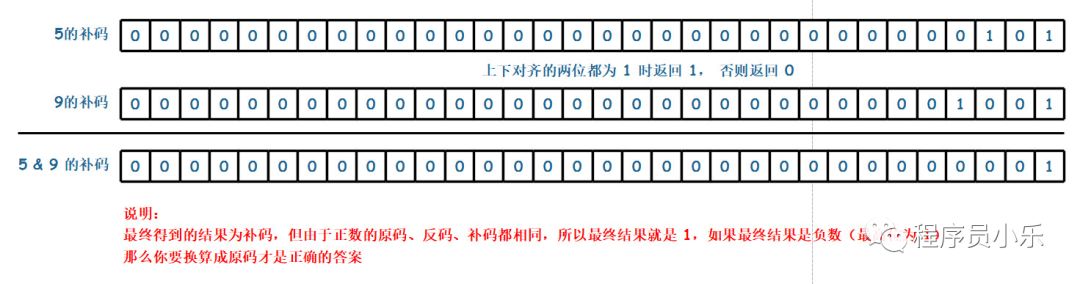 5的补码 0 0 0 0 0 0 0 0 0 0 0 0 0 0 0 0 0 0 0 0 0 0 0 0 0 0 0 0 1 0 1
上下对齐的两位都为 1 时返回 1， 否则返回 0
9的补码 0 0 0 0 0 0 0 0 0 0 0 0 0 0 0 0 0 0 0 0 0 0 0 0 0 0 0 1 0 0 1
5 & 9 的补码 0 0 0 0 0 0 0 0 0 0 0 0 0 0 0 0 0 0 0 0 0 0 0 0 0 0 0 0 0 0 1
说明：
最终得到的结果为补码，但由于正数的原码、反码、补码都相同，所以最终结果就是 1，如果最终结果是负数（最
程序员小乐
那么你要换算成原码才是正确的答案